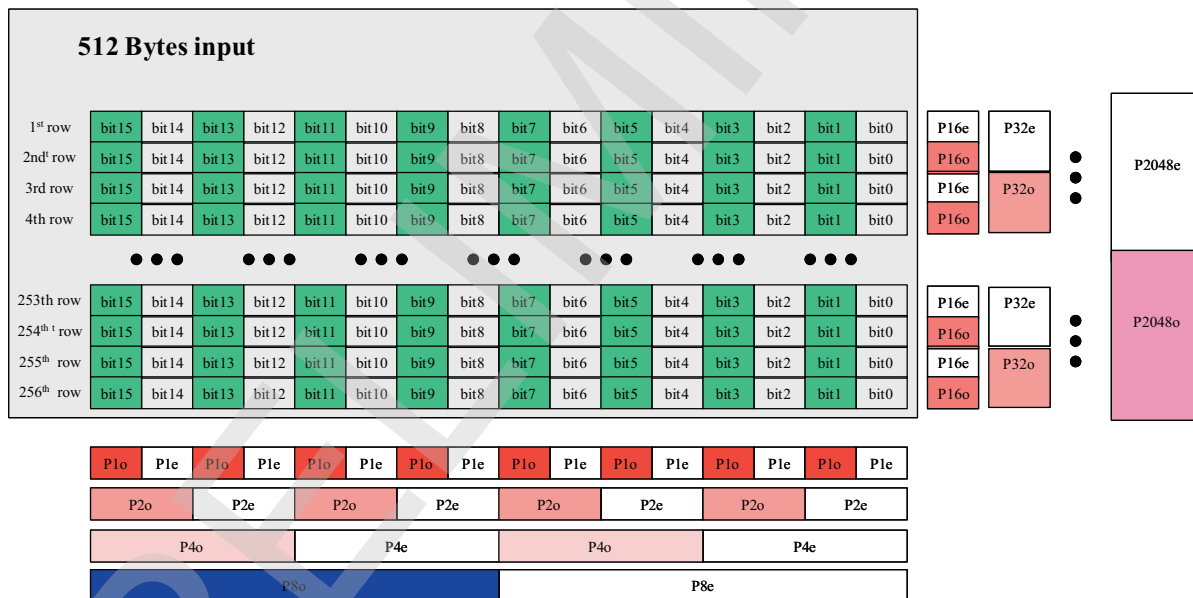 512 Bytes input
1st row bit15 bit14 bit13 bit12 bit11 bit10 bit9 bit8 bit7 bit6 bit5 bit4 bit3 bit2 bit1 bit0 P16e P32e P2048e
2ndt row bit15 bit14 bit13 bit12 bit11 bit10 bit9 bit8 bit7 bit6 bit5 bit4 bit3 bit2 bit1 bit0 P16o
3rd row bit15 bit14 bit13 bit12 bit11 bit10 bit9 bit8 bit7 bit6 bit5 bit4 bit3 bit2 bit1 bit0 P16e P32o
4th row bit15 bit14 bit13 bit12 bit11 bit10 bit9 bit8 bit7 bit6 bit5 bit4 bit3 bit2 bit1 bit0 P16o
253th row bit15 bit14 bit13 bit12 bit11 bit10 bit9 bit8 bit7 bit6 bit5 bit4 bit3 bit2 bit1 bit0 P16e P32e P2048o
254th t row bit15 bit14 bit13 bit12 bit11 bit10 bit9 bit8 bit7 bit6 bit5 bit4 bit3 bit2 bit1 bit0 P16o
255th row bit15 bit14 bit13 bit12 bit11 bit10 bit9 bit8 bit7 bit6 bit5 bit4 bit3 bit2 bit1 bit0 P16e P32o
256th row bit15 bit14 bit13 bit12 bit11 bit10 bit9 bit8 bit7 bit6 bit5 bit4 bit3 bit2 bit1 bit0 P16o
P1o P1e P1o P1e P1o P1e P1o P1e P1o P1e P1o P1e P1o P1e P1o P1e
P2o P2e P2o P2e P2o P2e P2o P2e
P4o P4e P4o P4e
P8o P8e